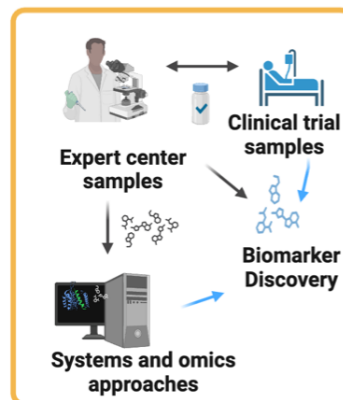 Clinical trial
samples
Expert center
samples
Biomarker
Discovery
Systems and omics
approaches